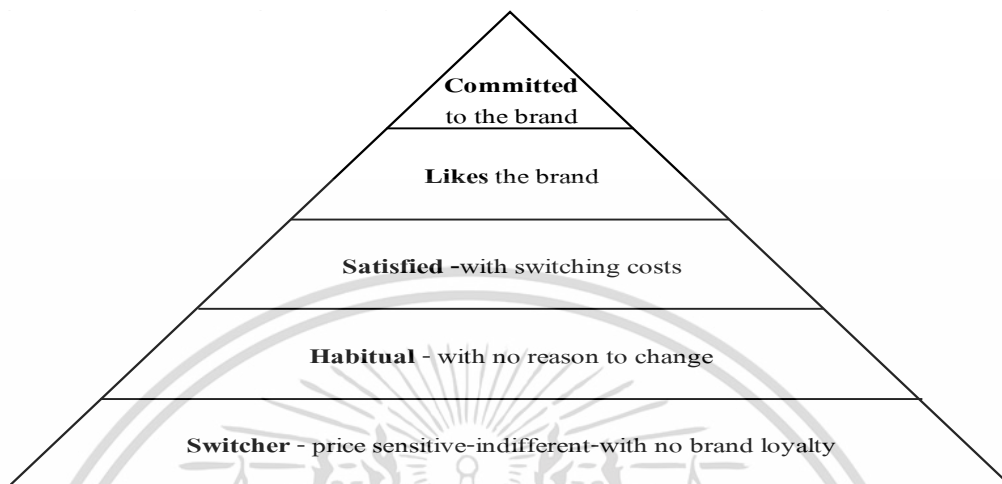 Committed
to the brand
Likes the brand
Satisfied -with switching costs
Habitual - with no reason to change
Switcher - price sensitive-indifferent-with no brand loyalty